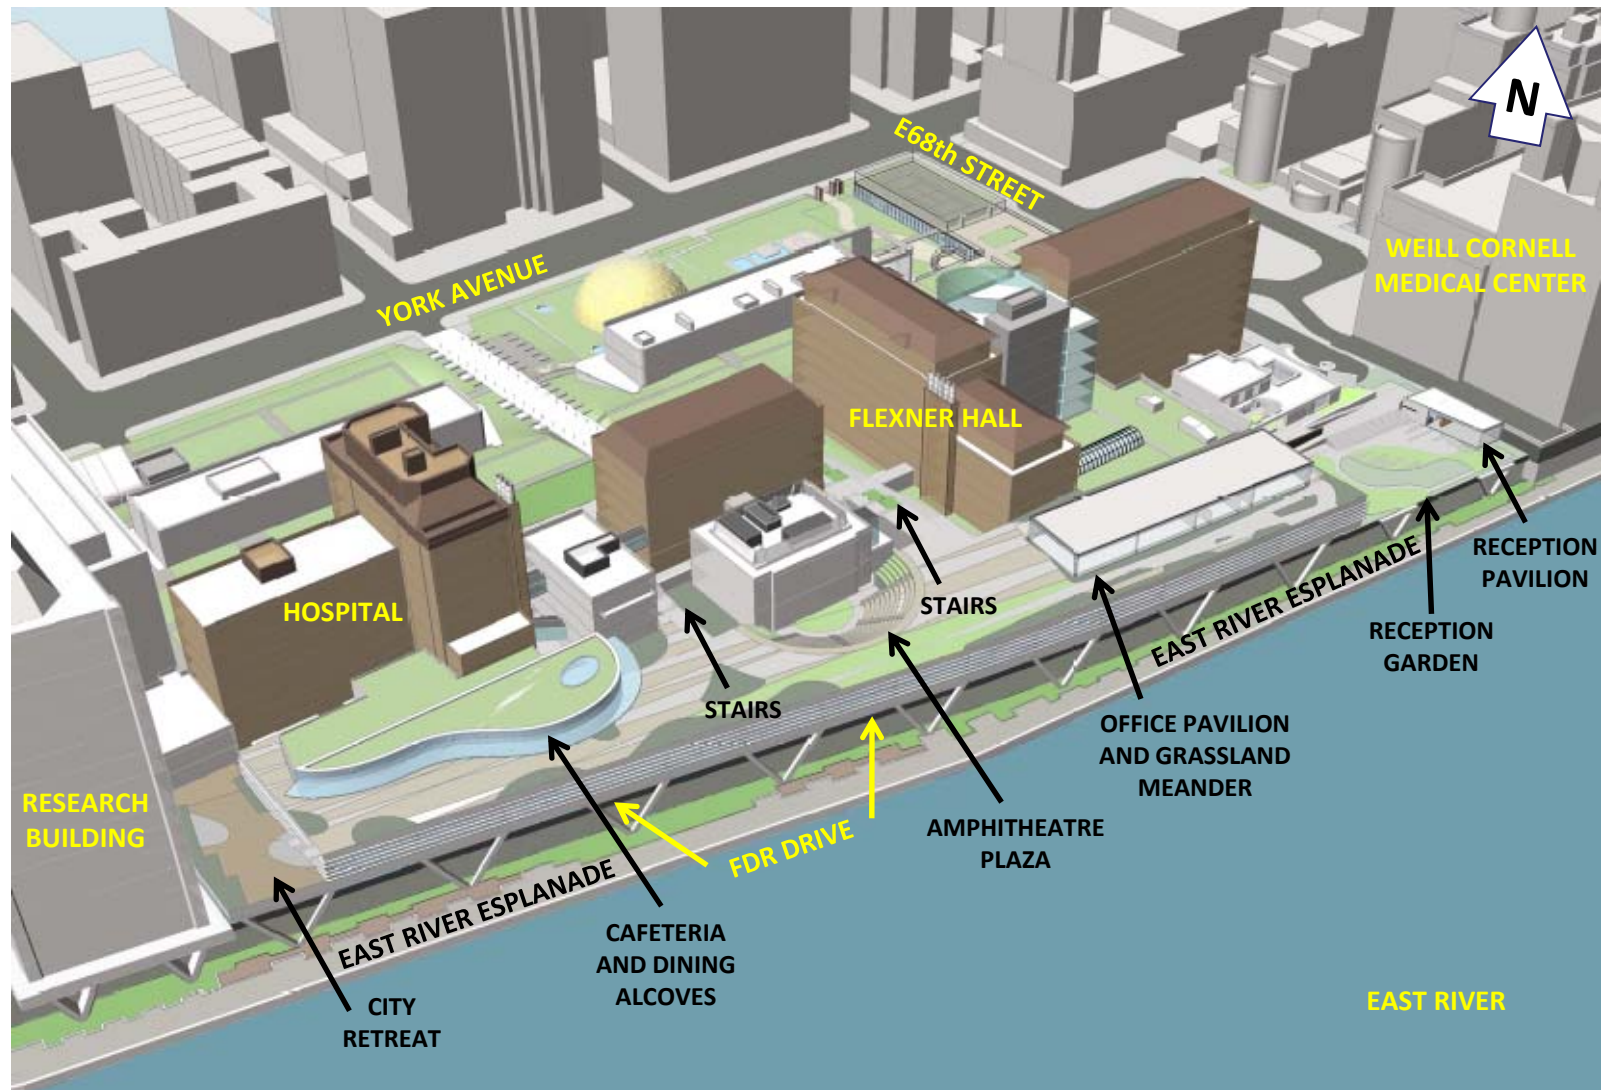 N
E68th STREET
YORK AVENUE
WEILL CORNELL
MEDICAL CENTER
FLEXNER HALL
HOSPITAL
STAIRS
STAIRS
RECEPTION
PAVILION
RECEPTION
GARDEN
EAST RIVER ESPLANADE
OFFICE PAVILION
AND GRASSLAND
MEANDER
RESEARCH
BUILDING
AMPHITHEATRE
PLAZA
FDR DRIVE
EAST RIVER ESPLANADE
CAFETERIA
AND DINING
ALCOVES
CITY
RETREAT
EAST RIVER